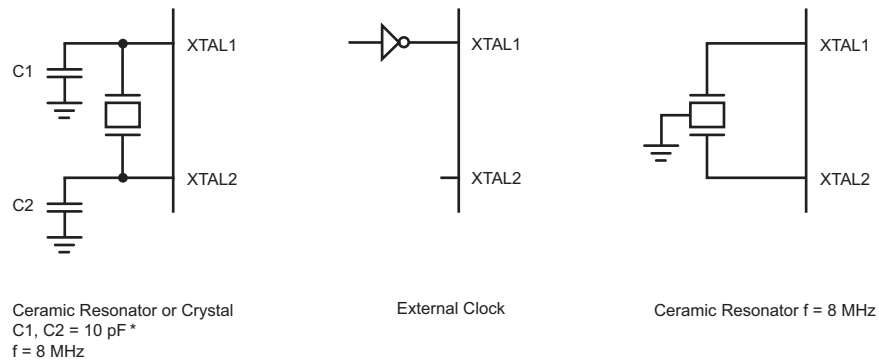 XTAL1
C1
XTAL2
C2
Ceramic Resonator or Crystal
C1, C2 = 10 pF *
f = 8 MHz
XTAL1
XTAL2
External Clock
XTAL1
XTAL2
Ceramic Resonator f = 8 MHz